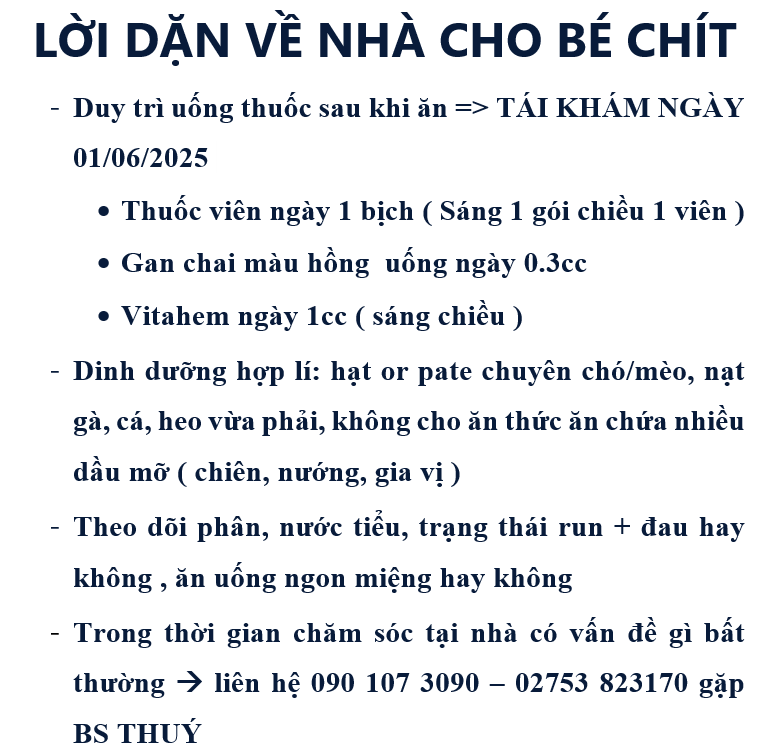 LỜI DẶN VỀ NHÀ CHO BÉ CHÍT
- Duy trì uống thuốc sau khi ăn => TÁI KHÁM NGÀY
01/06/2025
• Thuốc viên ngày 1 bịch ( Sáng 1 gói chiều 1 viên )
• Gan chai màu hồng  uống ngày 0.3cc
• Vitahem ngày 1cc ( sáng chiều )
- Dinh dưỡng hợp lí: hạt or pate chuyên chó/mèo, nạt
gà, cá, heo vừa phải, không cho ăn thức ăn chứa nhiều
dầu mỡ ( chiên, nướng, gia vị )
- Theo dõi phân, nước tiểu, trạng thái run + đau hay
không , ăn uống ngon miệng hay không
- Trong thời gian chăm sóc tại nhà có vấn đề gì bất
thường → liên hệ 090 107 3090 – 02753 823170 gặp
BS THUÝ